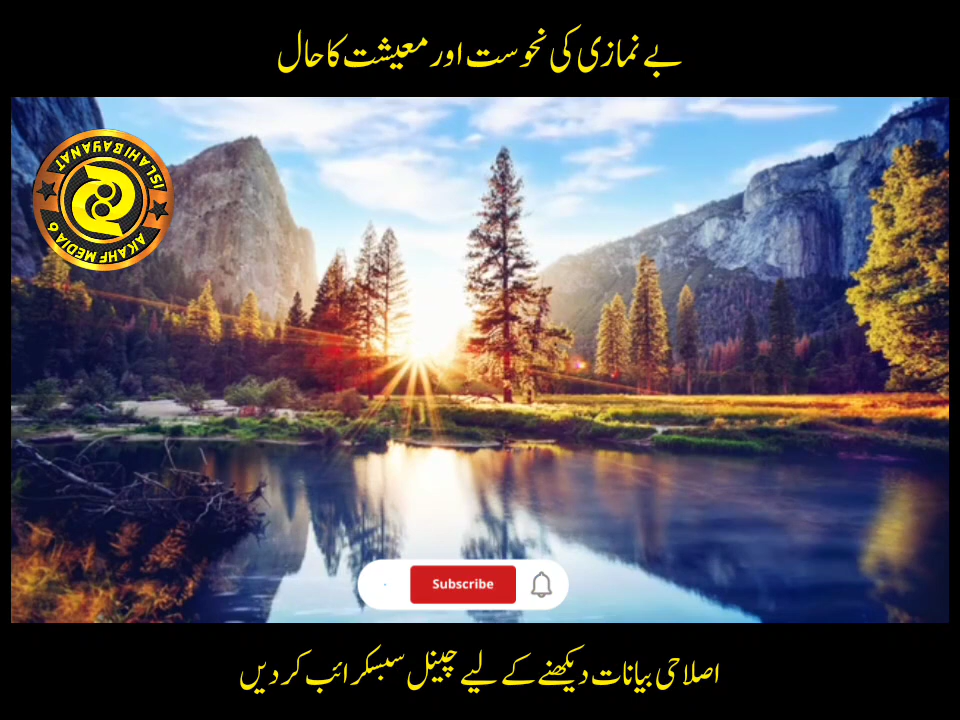 بے نمازی کی نحوست اور معیشت کا حال
ISLAHI BAYANAT
AKAHF MEDIA 6
Subscribe
اصلاحی بیانات دیکھنے کے لیے چینل سبسکرائب کر دیں